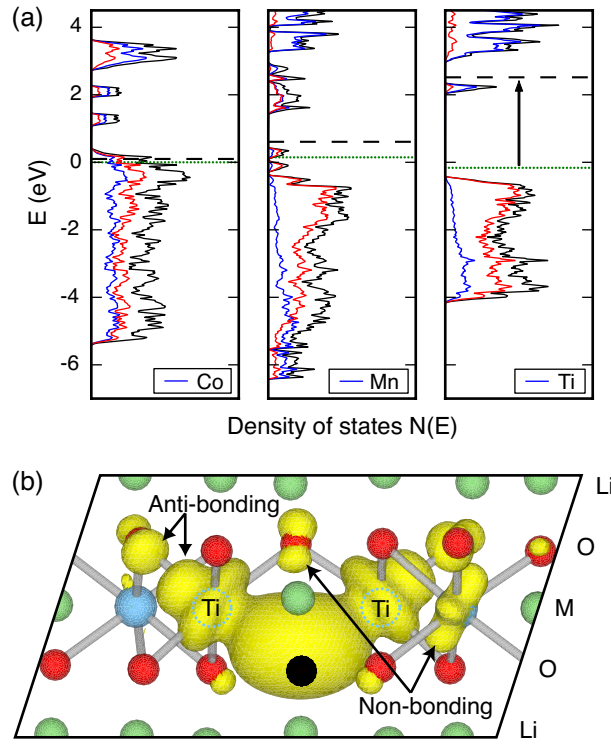 (a)
4
2
0
-2
-4
-6
E (eV)
Co
Mn
Ti
Density of states N(E)
(b)
Anti-bonding
Li
O
Ti
Ti
M
O
Non-bonding
Li